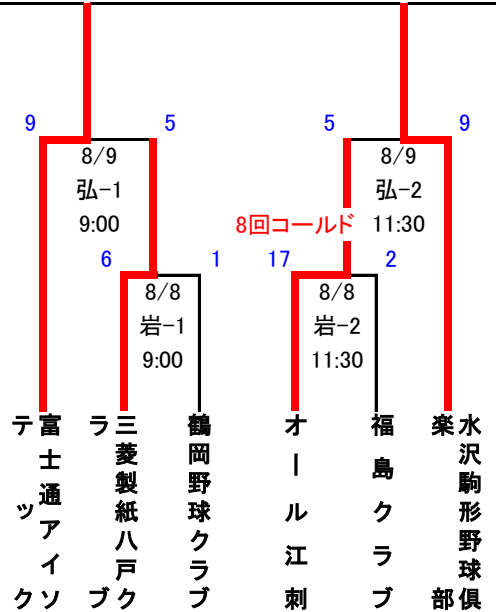 9
5
5
9
8/9
弘-1
9:00
8/9
弘-2
11:30
8回コールド
6
1
17
2
8/8
岩-1
9:00
8/8
岩-2
11:30
富士通アイソテック
三菱製紙八戸クラブ
鶴岡野球クラブ
オール江刺
福島クラブ
水沢駒形野球倶楽部